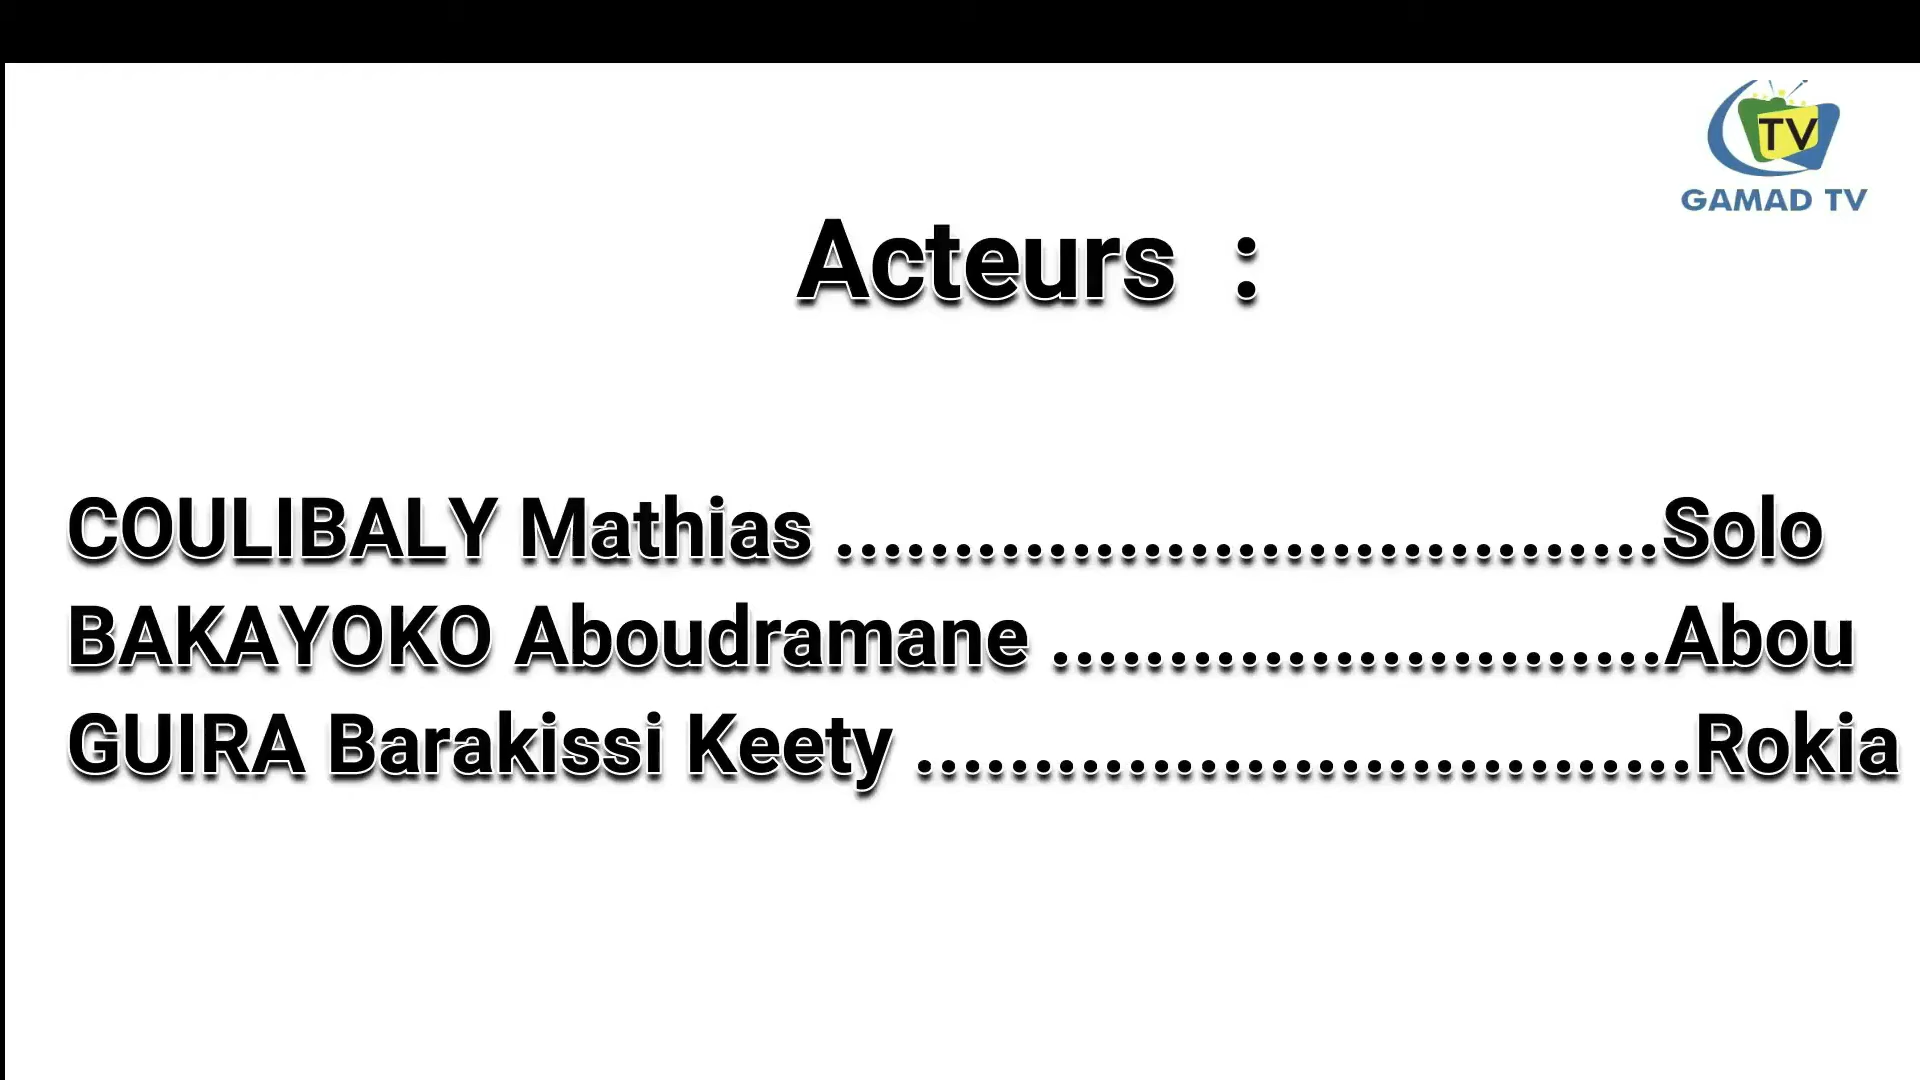 TV
GAMAD TV
Acteurs :
COULIBALY Mathias ...................................Solo
BAKAYOKO Aboudramane ..........................Abou
GUIRA Barakissi Keety .................................Rokia